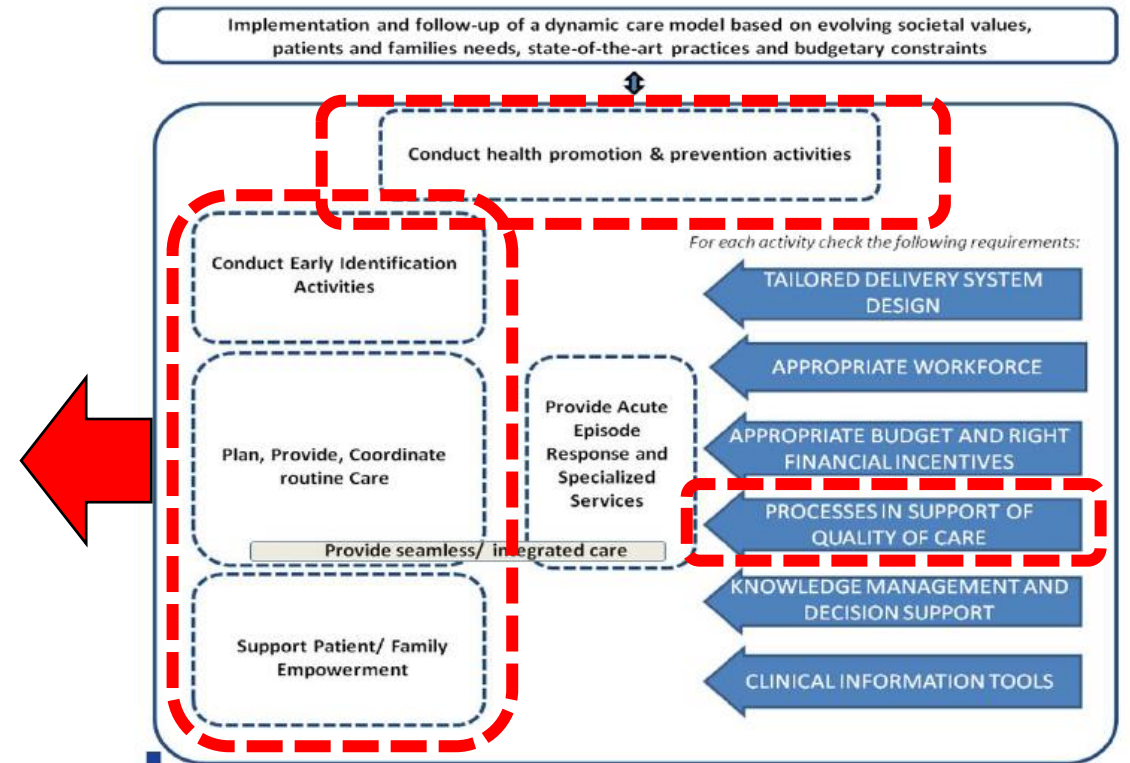 Implementation and follow-up of a dynamic care model based on evolving societal values,
patients and families needs, state-of-the-art practices and budgetary constraints
Conduct health promotion & prevention activities
For each activity check the following requirements:
Conduct Early Identification
Activities
Plan, Provide, Coordinate
routine Care
Provide Acute
Episode
Response and
Specialized
Services
Provide seamless/ integrated care
Support Patient/ Family
Empowerment
TAILORED DELIVERY SYSTEM
DESIGN
APPROPRIATE WORKFORCE
APPROPRIATE BUDGET AND RIGHT
FINANCIAL INCENTIVES
PROCESSES IN SUPPORT OF
QUALITY OF CARE
KNOWLEDGE MANAGEMENT AND
DECISION SUPPORT
CLINICAL INFORMATION TOOLS